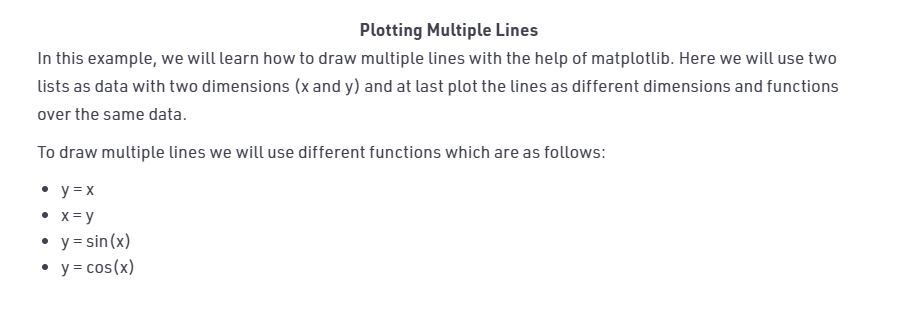 Plotting Multiple Lines
In this example, we will learn how to draw multiple lines with the help of matplotlib. Here we will use two
lists as data with two dimensions (x and y) and at last plot the lines as different dimensions and functions
over the same data.
To draw multiple lines we will use different functions which are as follows:
• y = x
• x = y
• y = sin(x)
• y = cos(x)